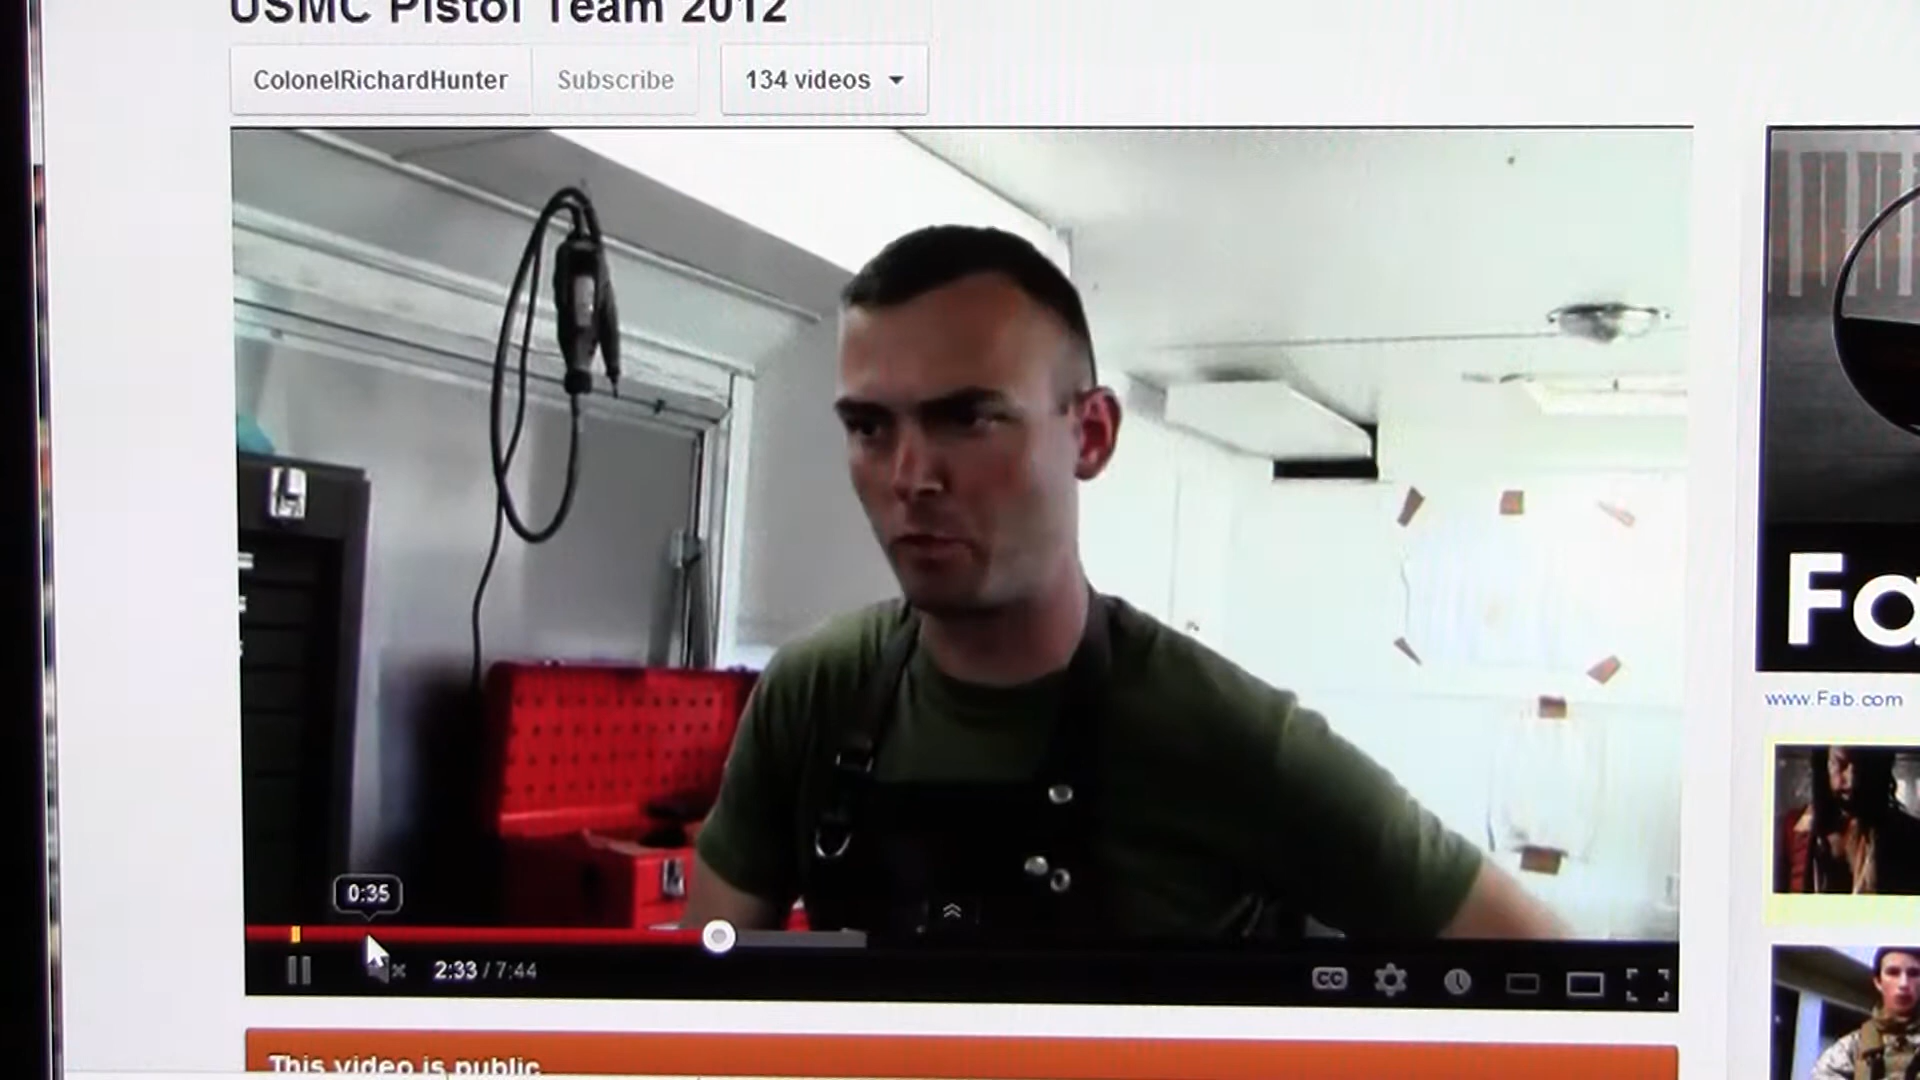 USMC Pistol Team 2012
ColonelRichardHunter Subscribe 134 videos
Fa
www.Fab.com
0:35
2:33 / 7:44
CC
This video is public